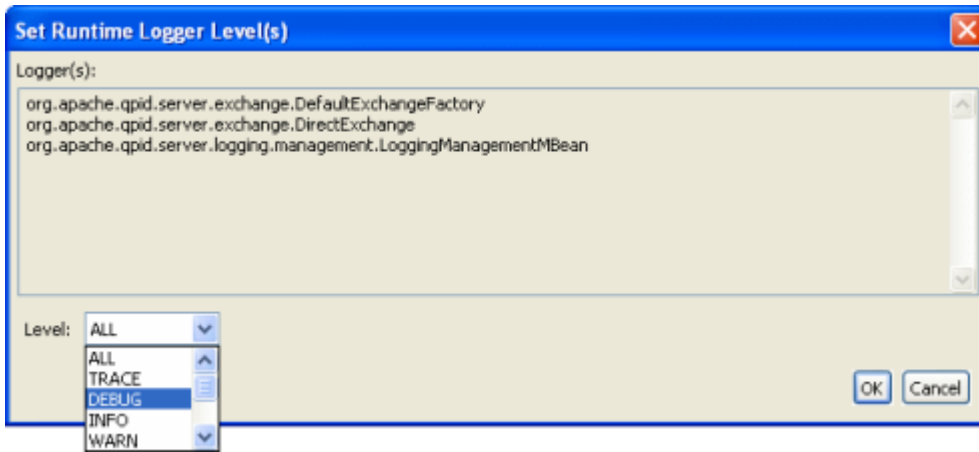 Set Runtime Logger Level(s)
Logger(s):
org.apache.qpid.server.exchange.DefaultExchangeFactory
org.apache.qpid.server.exchange.DirectExchange
org.apache.qpid.server.logging.management.LoggingManagementMBean
Level: ALL
ALL
TRACE
DEBUG
INFO
WARN
OK Cancel